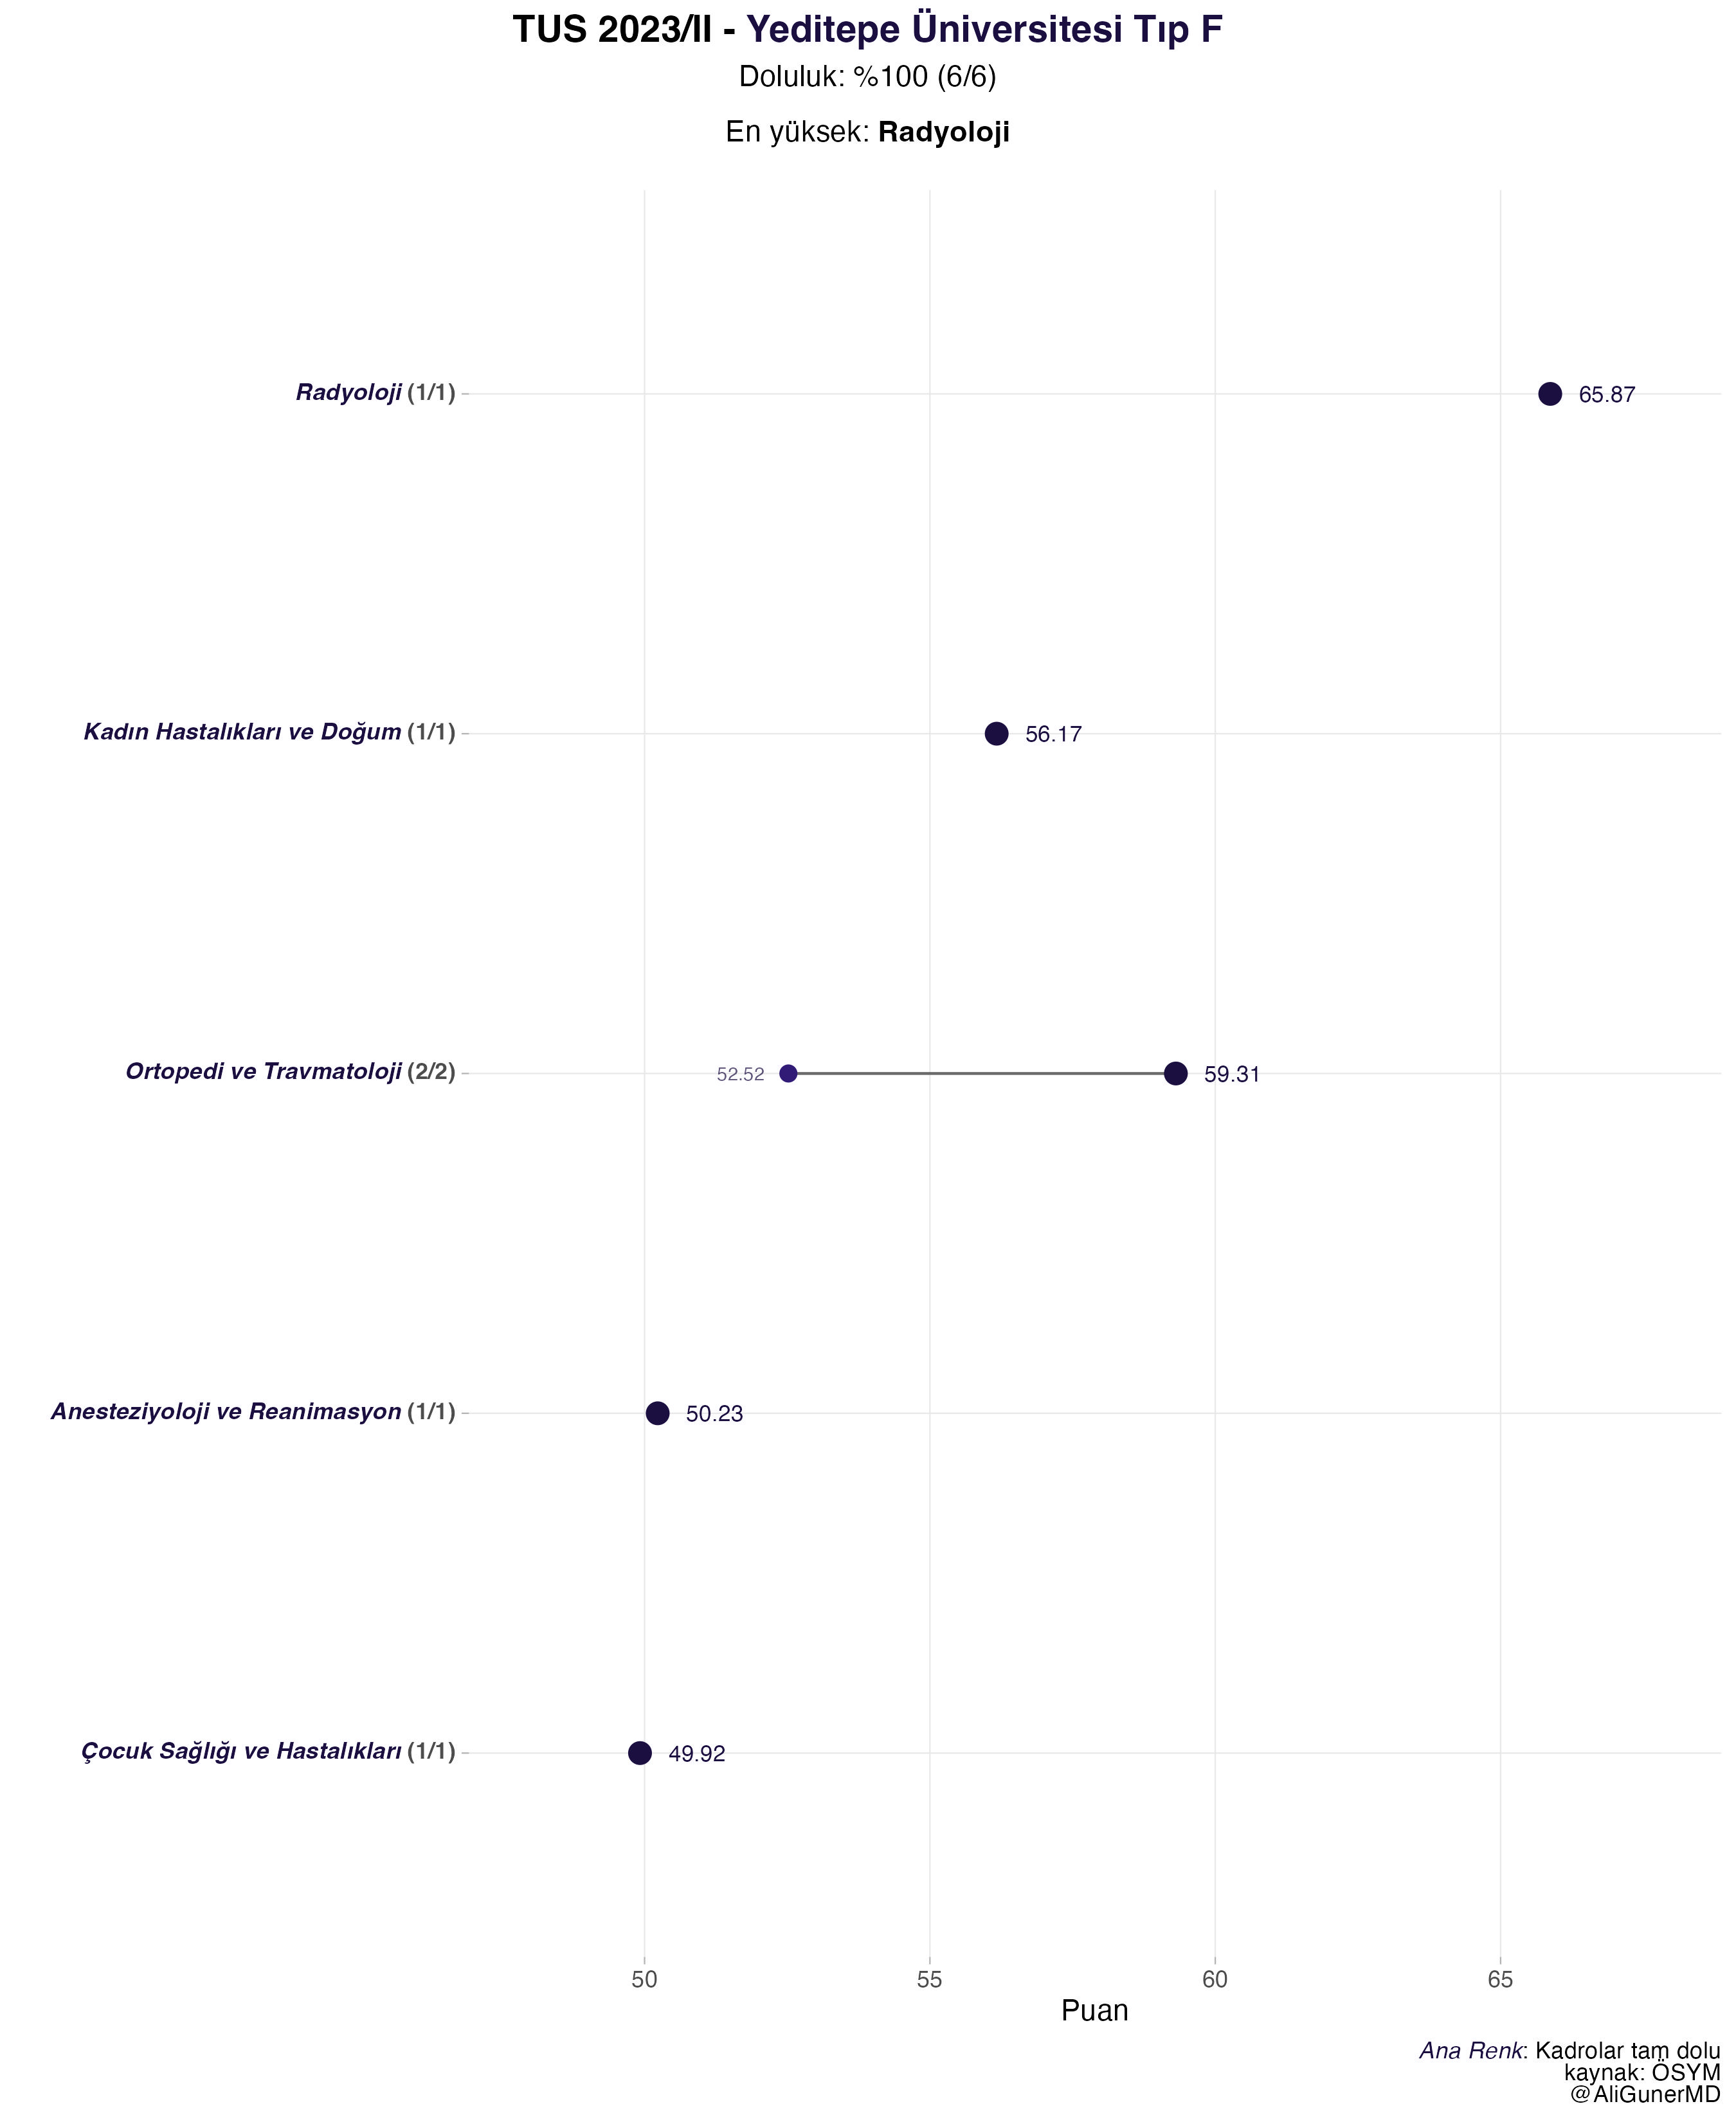 TUS 2023/II - Yeditepe Üniversitesi Tıp F
Doluluk: %100 (6/6)
En yüksek: Radyoloji
Radyoloji (1/1)
65.87
Kadın Hastalıkları ve Doğum (1/1)
56.17
Ortopedi ve Travmatoloji (2/2)
52.52
59.31
Anesteziyoloji ve Reanimasyon (1/1)
50.23
Çocuk Sağlığı ve Hastalıkları (1/1)
49.92
50 55 60 65
Puan
Ana Renk: Kadrolar tam dolu
kaynak: ÖSYM
@AliGunerMD